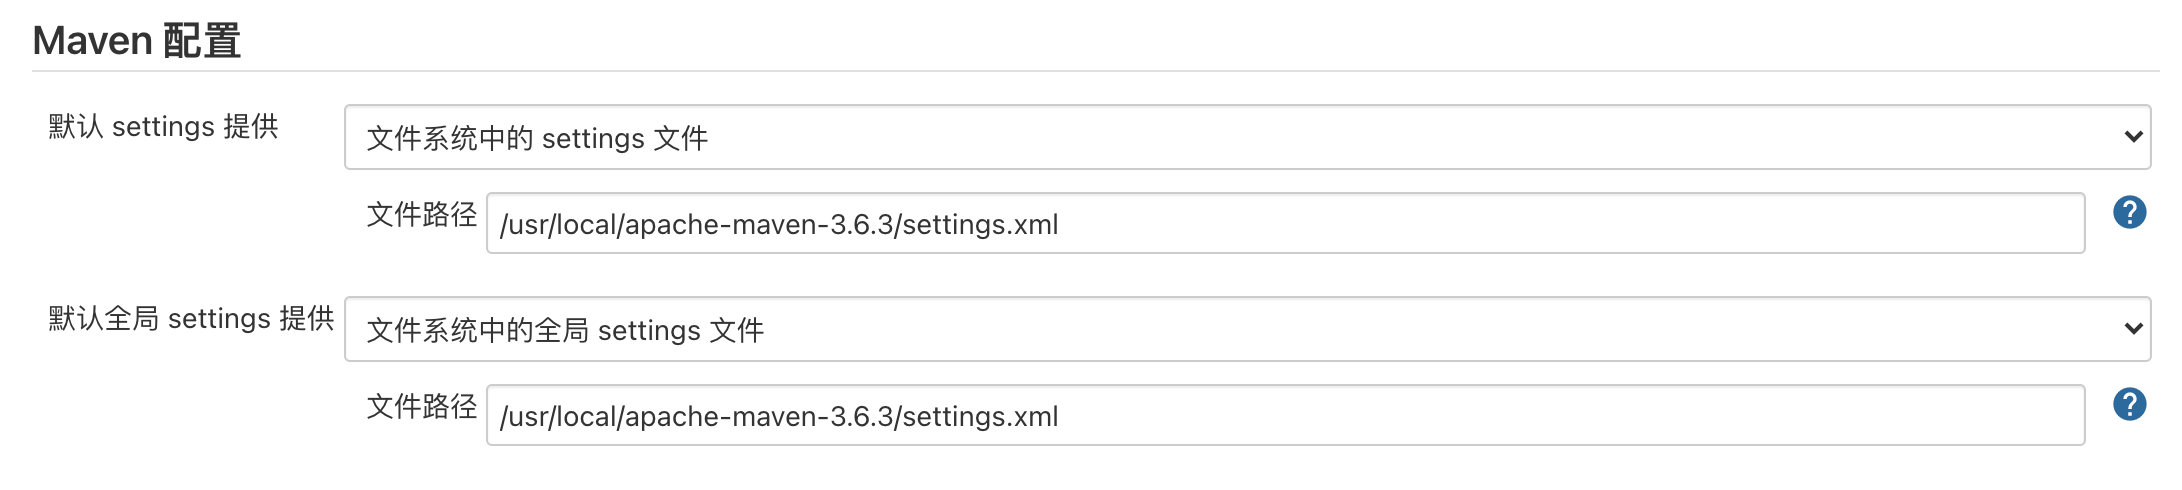 Maven 配置
默认 settings 提供
文件系统中的 settings 文件
文件路径
/usr/local/apache-maven-3.6.3/settings.xml
?
默认全局 settings 提供
文件系统中的全局 settings 文件
文件路径
/usr/local/apache-maven-3.6.3/settings.xml
?